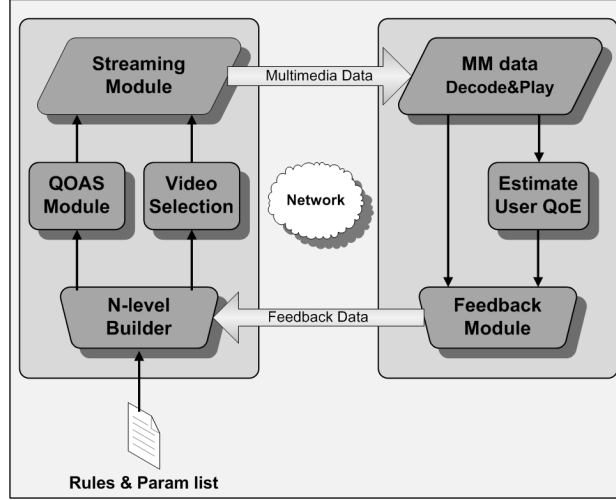 Streaming
Module
Multimedia Data
MM data
Decode&Play
QOAS
Module
Video
Selection
Network
Estimate
User QoE
N-level
Builder
Feedback Data
Feedback
Module
Rules & Param list